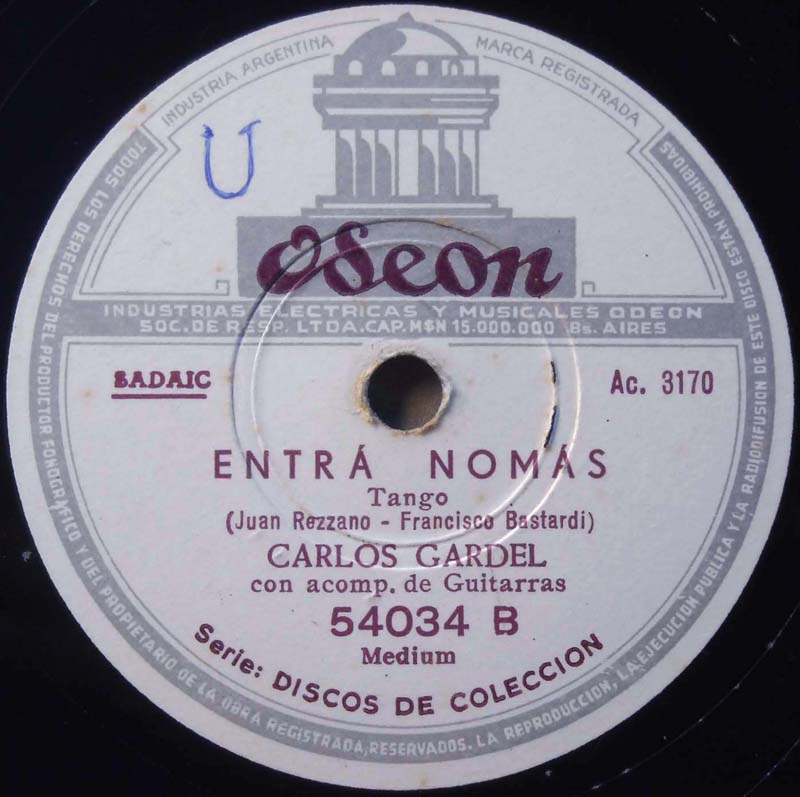 INDUSTRIA ARGENTINA
MARCA REGISTRADA
U
Odeon
INDUSTRIAS ELECTRICAS Y MUSICALES ODEON
SOC. DE RESP. LTDA. CAP. M$N 15.000.000 Bs. AIRES
SADAIC
Ac. 3170
ENTRÁ NOMÁS
Tango
(Juan Rezzano - Francisco Bastardi)
CARLOS GARDEL
con acomp. de Guitarras
54034 B
Medium
Serie: DISCOS DE COLECCION
TODOS LOS DERECHOS DEL PRODUCTOR FONOGRAFICO Y DEL PROPIETARIO DE LA OBRA REGISTRADA, RESERVADOS. LA REPRODUCCION, LA EJECUCION PUBLICA Y LA RADIODIFUSION DE ESTE DISCO ESTAN PROHIBIDAS